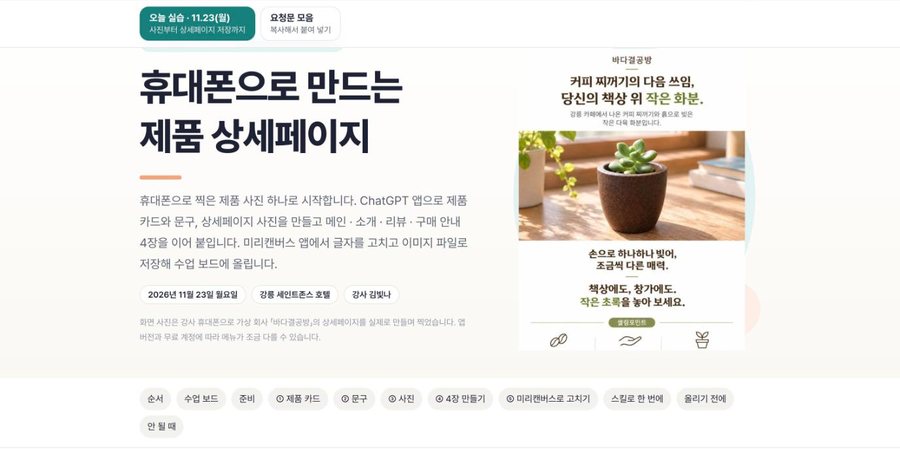 오늘 실습 · 11.23(월)
사진부터 상세페이지 저장까지
요청문 모음
복사해서 붙여 넣기
휴대폰으로 만드는
제품 상세페이지
휴대폰으로 찍은 제품 사진 하나로 시작합니다. ChatGPT 앱으로 제품
카드와 문구, 상세페이지 사진을 만들고 메인 · 소개 · 리뷰 · 구매 안내
4장을 이어 붙입니다. 미리캔버스 앱에서 글자를 고치고 이미지 파일로
저장해 수업 보드에 올립니다.
2026년 11월 23일 월요일
강릉 세인트존스 호텔
강사 김빛나
화면 사진은 강사 휴대폰으로 가상 회사 「바다결공방」의 상세페이지를 실제로 만들며 찍었습니다. 앱
버전과 무료 계정에 따라 메뉴가 조금 다를 수 있습니다.
바다결공방
커피 찌꺼기의 다음 쓰임,
당신의 책상 위 작은 화분.
강릉 카페에서 나온 커피 찌꺼기와 흙으로 빚은
작은 다육 화분입니다.
손으로 하나하나 빚어,
조금씩 다른 매력.
책상에도, 창가에도.
작은 초록을 놓아 보세요.
셀링포인트
순서
수업 보드
준비
① 제품 카드
② 문구
③ 사진
④ 4장 만들기
⑤ 미리캔버스로 고치기
스킬로 한 번에
올리기 전에
안 될 때